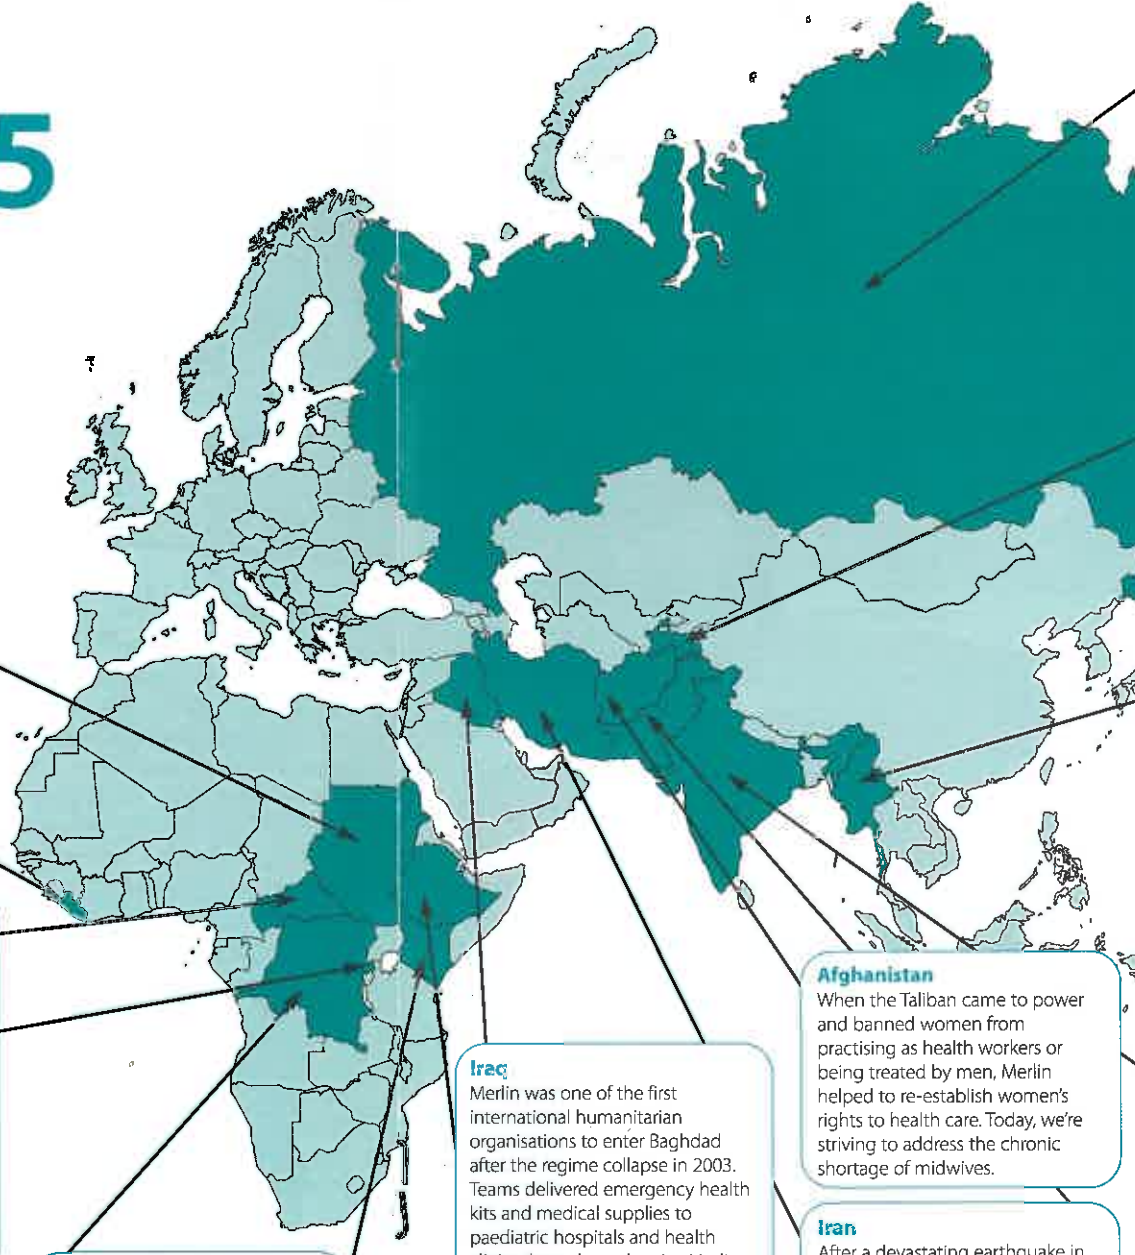 5
Afghanistan
When the Taliban came to power
and banned women from
practising as health workers or
being treated by men, Merlin
helped to re-establish women's
rights to health care. Today, we're
striving to address the chronic
shortage of midwives.
Iraq
Merlin was one of the first
international humanitarian
organisations to enter Baghdad
after the regime collapse in 2003.
Teams delivered emergency health
kits and medical supplies to
paediatric hospitals and health
Iran
After a devastating earthquake in